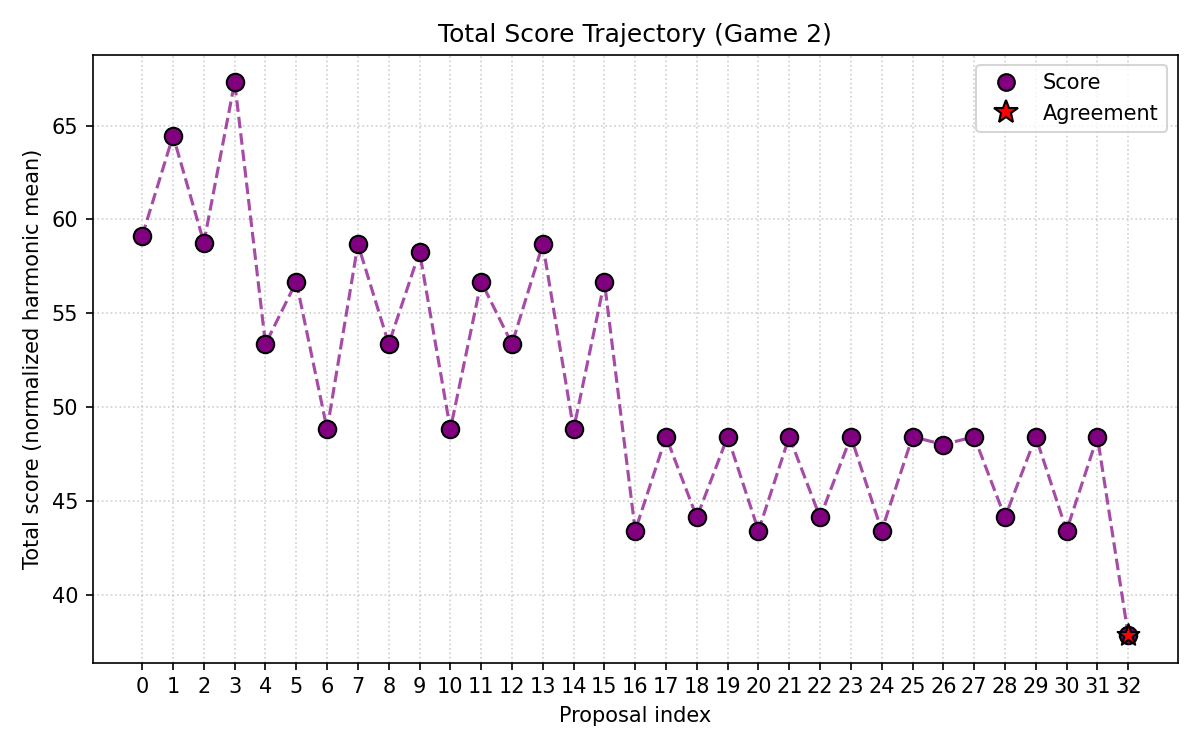 Total Score Trajectory (Game 2)
Score
Agreement
Total score (normalized harmonic mean)
65
60
55
50
45
40
0 1 2 3 4 5 6 7 8 9 10 11 12 13 14 15 16 17 18 19 20 21 22 23 24 25 26 27 28 29 30 31 32
Proposal index